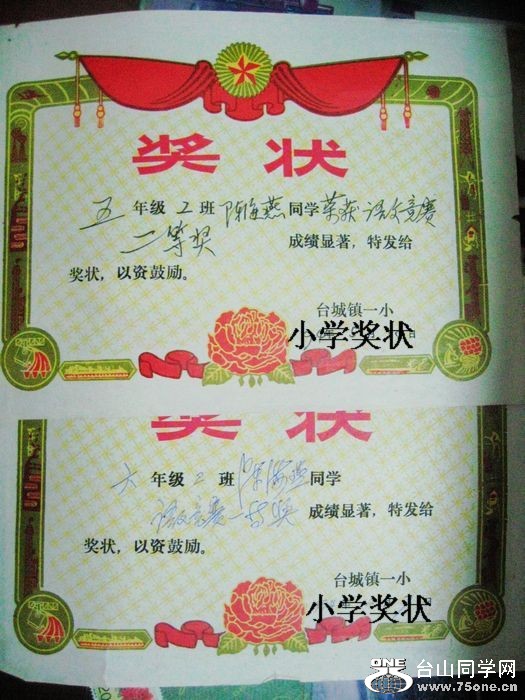 奖状
五年级2班陈海燕同学荣获语文竞赛
二等奖 成绩显著，特发给
奖状，以资鼓励。
台城镇一小
小学奖状
日
奖状
六年级2班陈海燕同学
语文竞赛一等奖 成绩显著，特发给
奖状，以资鼓励。
台城镇一小
小学奖状
ONE 台山同学网
www.75one.cn